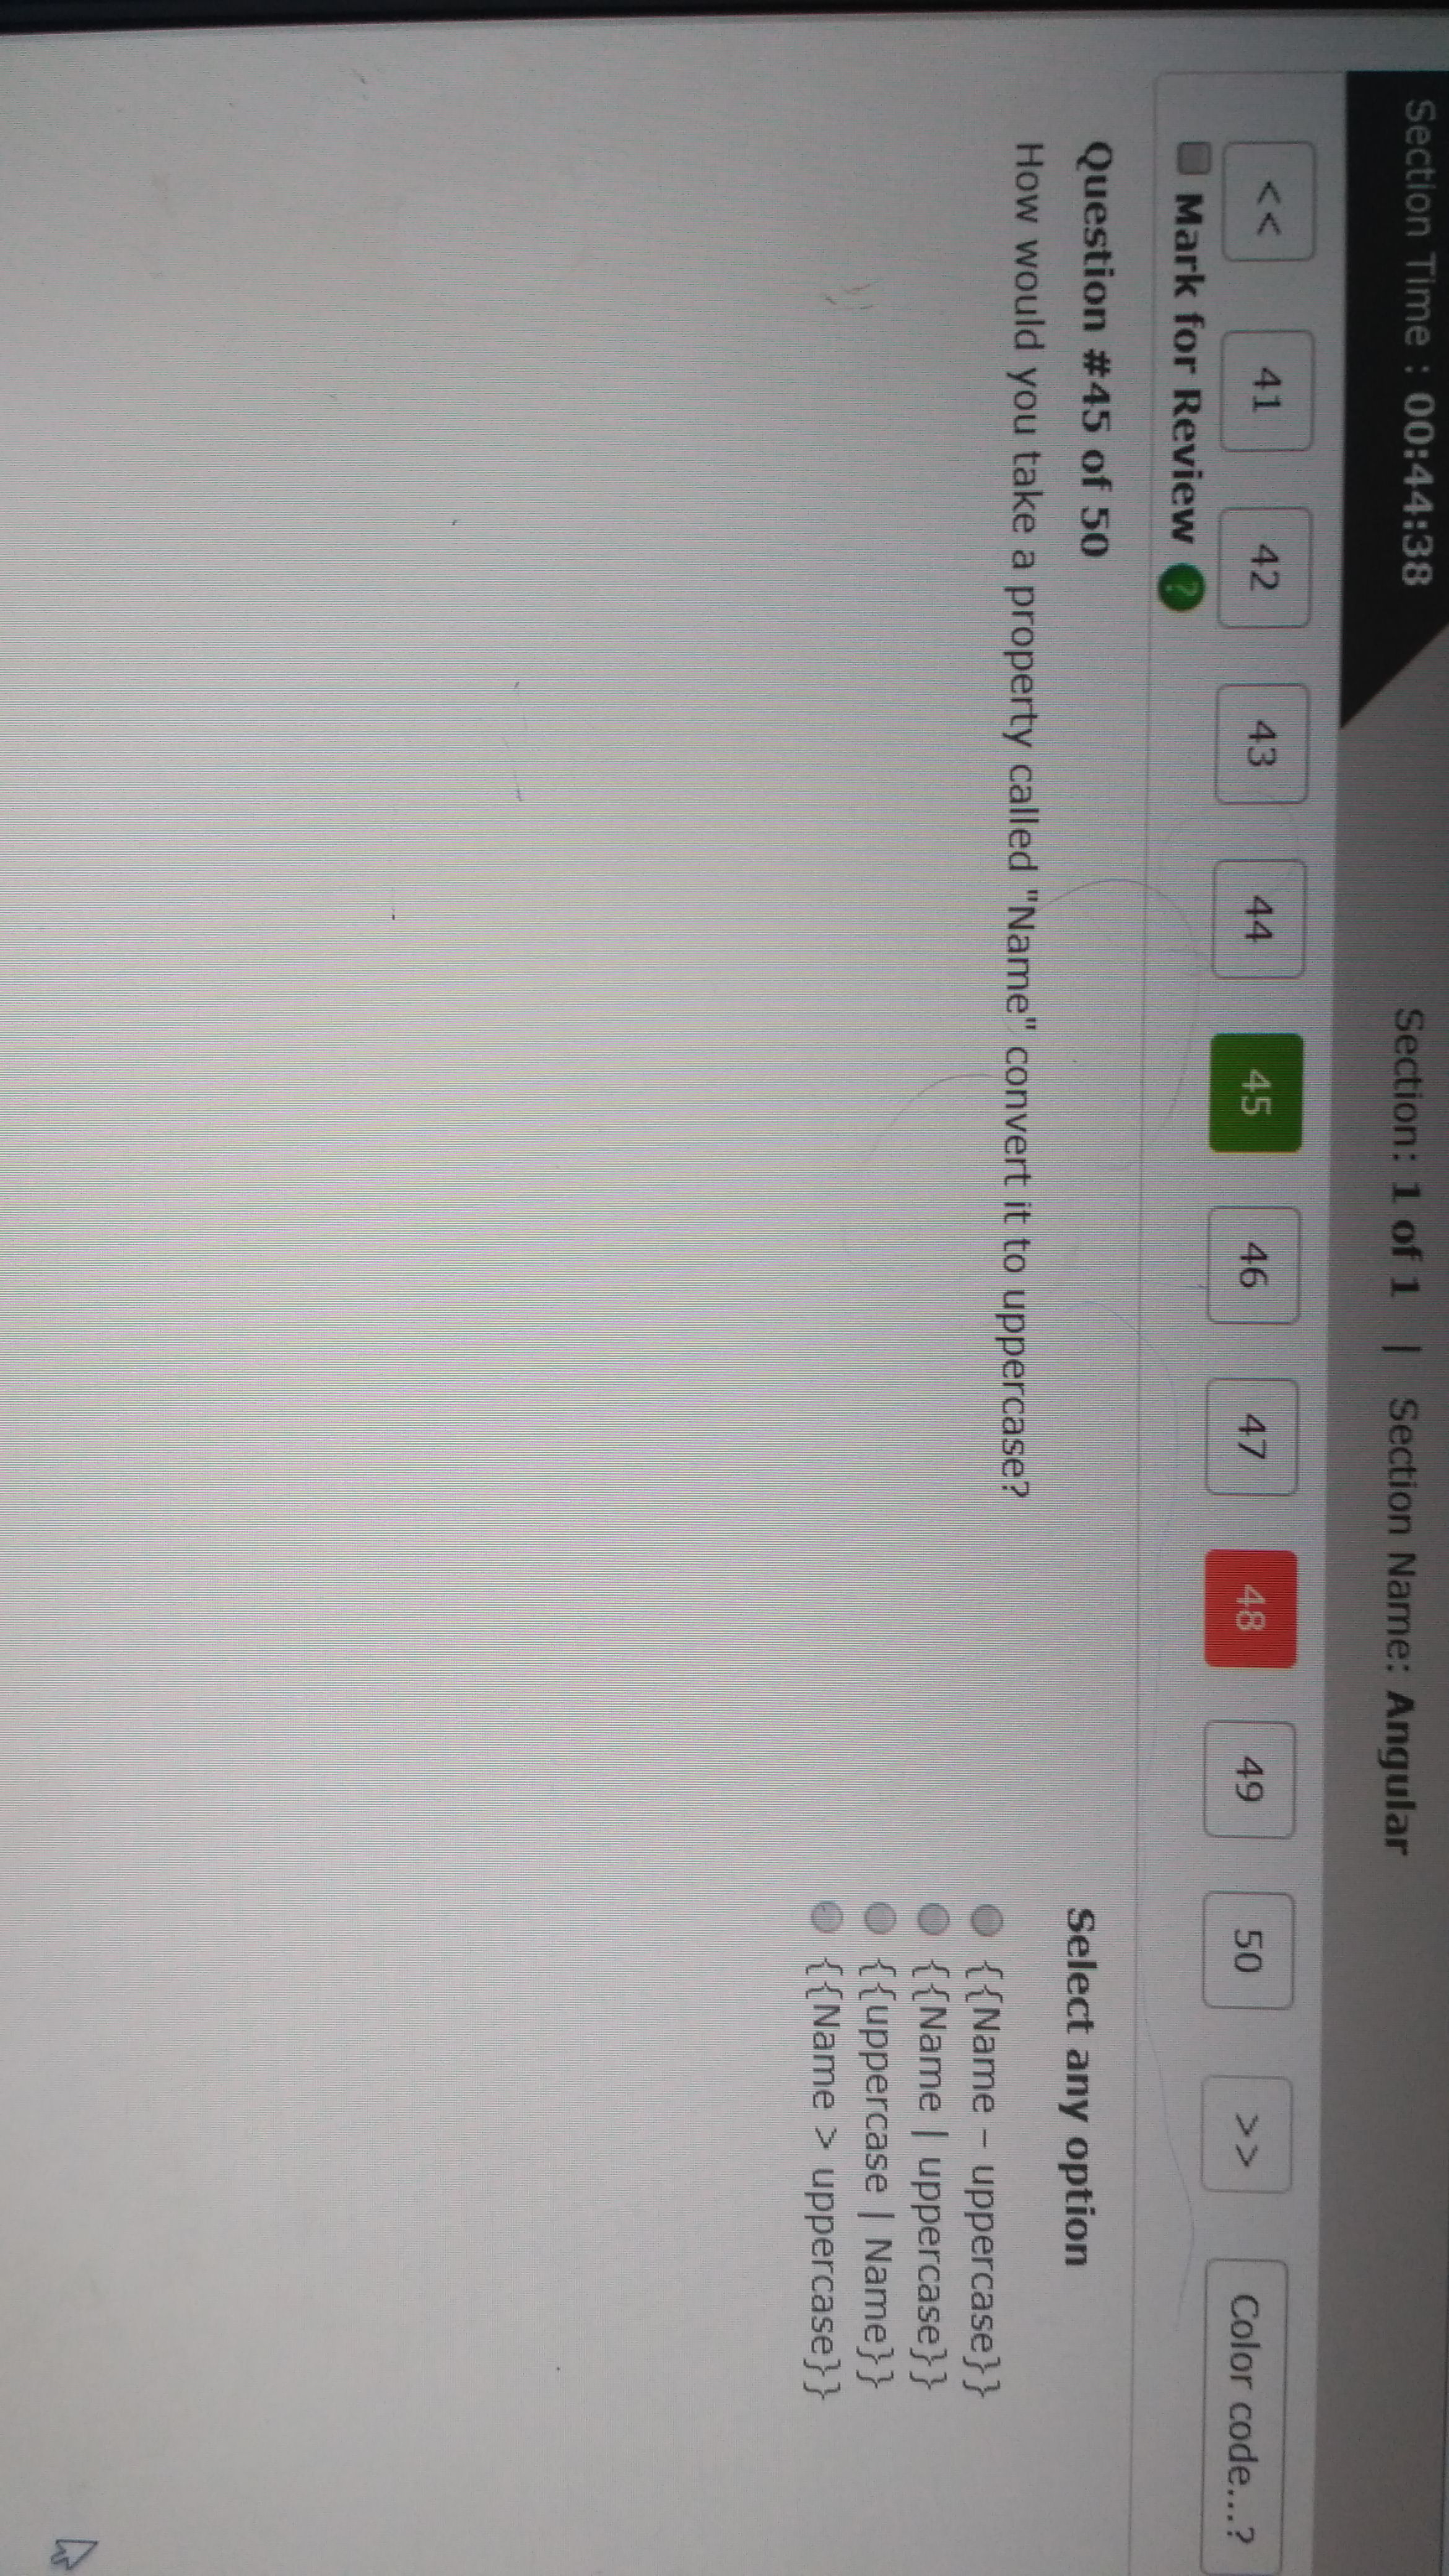 Section Time : 00:44:38
Section: 1 of 1 | Section Name: Angular
<< 41 42 43 44 45 46 47 48 49 50 >> Color code...?
Mark for Review ?
Question #45 of 50
How would you take a property called "Name" convert it to uppercase?
Select any option
{{Name – uppercase}}
{{Name | uppercase}}
{{uppercase | Name}}
{{Name > uppercase}}